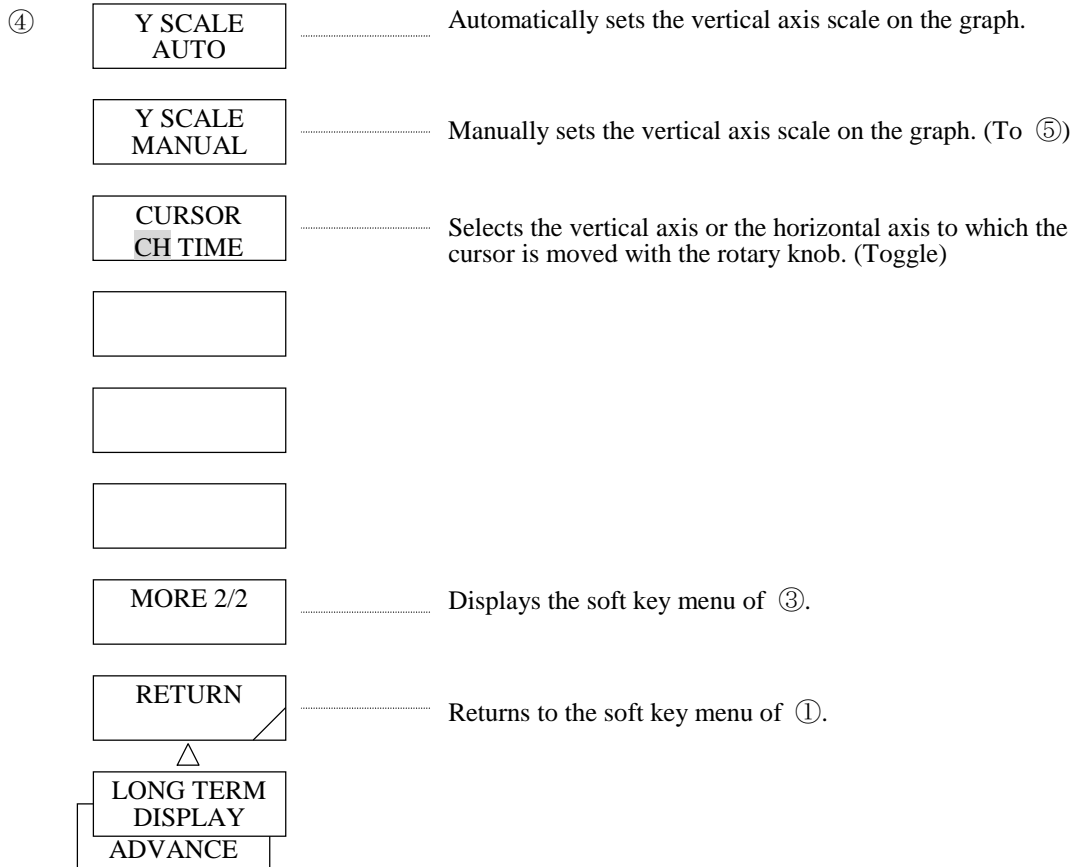 ④
Y SCALE
AUTO
Automatically sets the vertical axis scale on the graph.
Y SCALE
MANUAL
Manually sets the vertical axis scale on the graph. (To ⑤)
CURSOR
CH TIME
Selects the vertical axis or the horizontal axis to which the
cursor is moved with the rotary knob. (Toggle)
MORE 2/2
Displays the soft key menu of ③.
RETURN
Returns to the soft key menu of ①.
LONG TERM
DISPLAY
ADVANCE